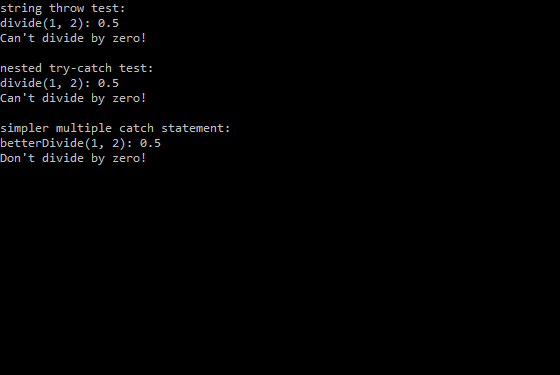 string throw test:
divide(1, 2): 0.5
Can't divide by zero!
nested try-catch test:
divide(1, 2): 0.5
Can't divide by zero!
simpler multiple catch statement:
betterDivide(1, 2): 0.5
Don't divide by zero!